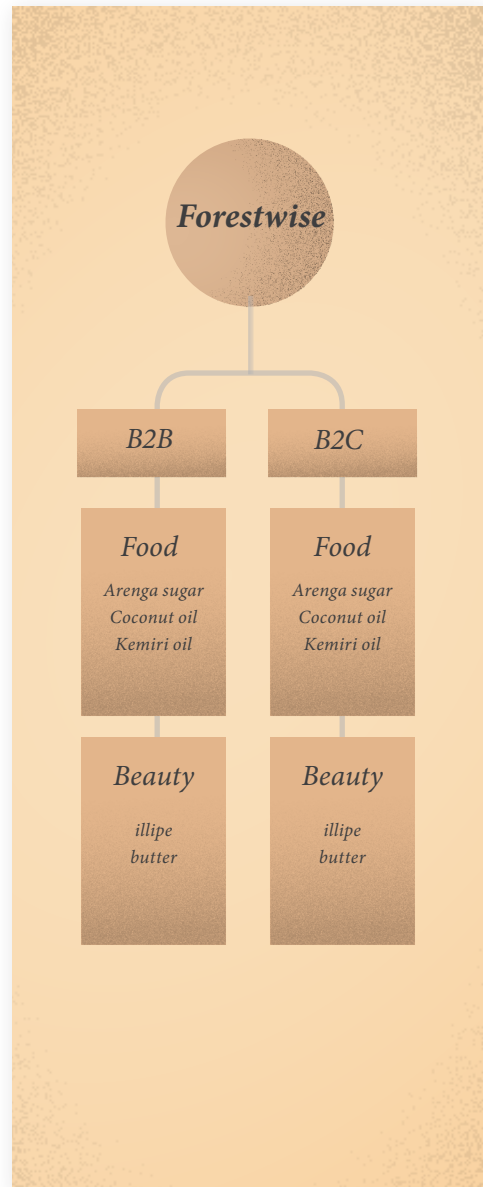 Forestwise
B2B
B2C
Food
Arenga sugar
Coconut oil
Kemiri oil
Food
Arenga sugar
Coconut oil
Kemiri oil
Beauty
illipe
butter
Beauty
illipe
butter